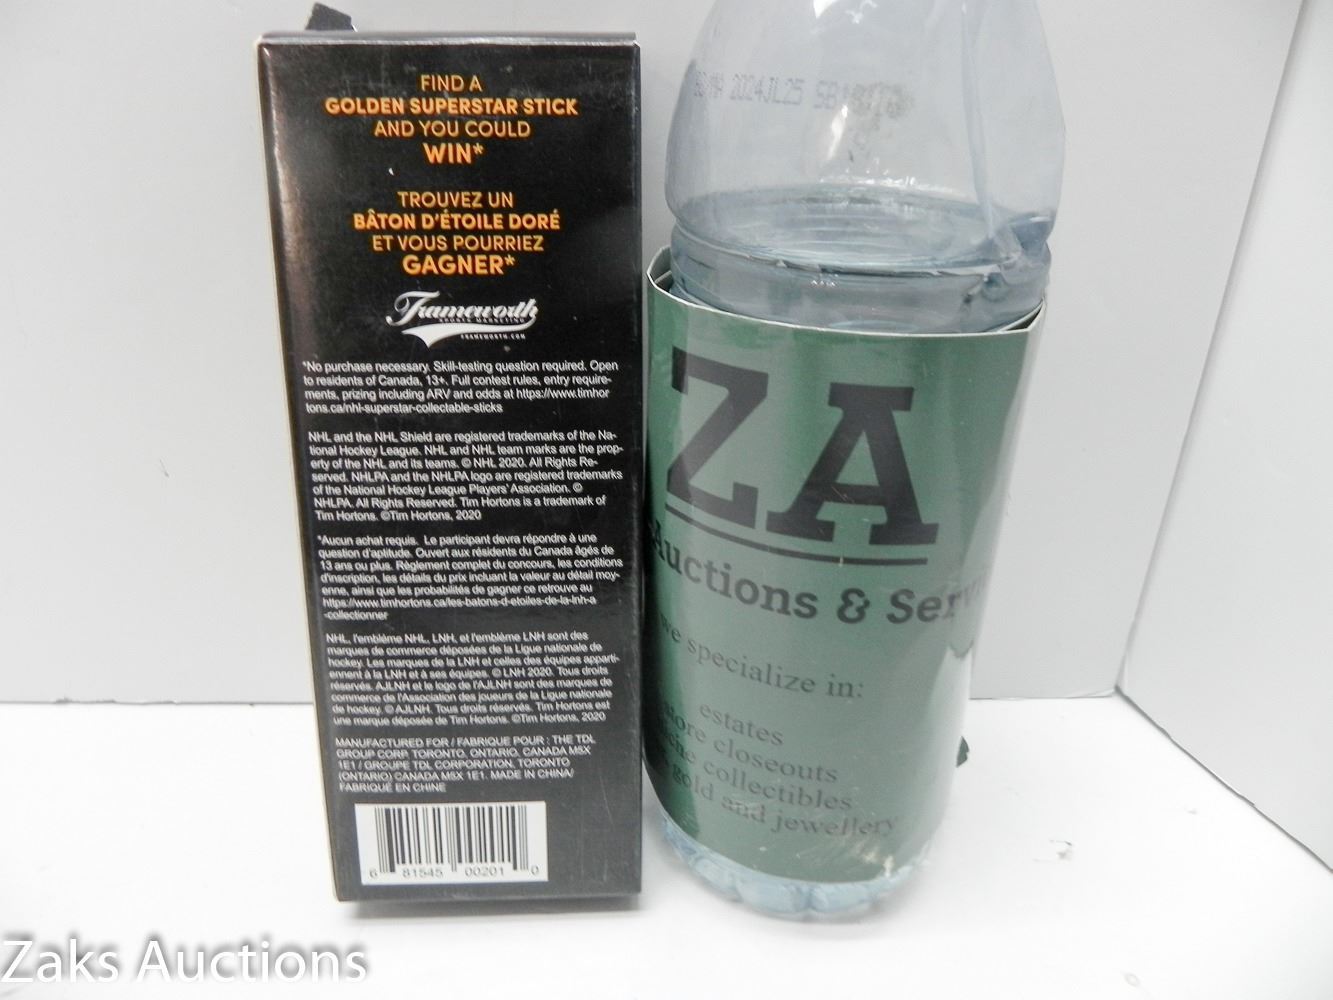 FIND A
GOLDEN SUPERSTAR STICK
AND YOU COULD
WIN*
TROUVEZ UN
BÂTON D'ÉTOILE DORÉ
ET VOUS POURRIEZ
GAGNER*
Frameworth
SPORTS MARKETING
FRAMEWORTH.COM
*No purchase necessary. Skill-testing question required. Open
to residents of Canada, 13+. Full contest rules, entry require-
ments, prizing including ARV and odds at https://www.timhor
tons.ca/nhl-superstar-collectable-sticks
NHL and the NHL Shield are registered trademarks of the Na-
tional Hockey League. NHL and NHL team marks are the prop-
erty of the NHL and its teams. © NHL 2020. All Rights Re-
served. NHLPA and the NHLPA logo are registered trademarks
of the National Hockey League Players' Association. ©
NHLPA. All Rights Reserved. Tim Hortons is a trademark of
Tim Hortons. ©Tim Hortons, 2020
*Aucun achat requis. Le participant devra répondre à une
question d'aptitude. Ouvert aux résidents du Canada âgés de
13 ans ou plus. Règlement complet du concours, les conditions
d'inscription, les détails du prix incluant la valeur au détail moy-
enne, ainsi que les probabilités de gagner ce retrouve au
https://www.timhortons.ca/les-batons-d-etoiles-de-la-lnh-a
-collectionner
NHL, l'emblème NHL, LNH, et l'emblème LNH sont des
marques de commerce déposées de la Ligue nationale de
hockey. Les marques de la LNH et celles des équipes apparti-
ennent à la LNH et à ses équipes. © LNH 2020. Tous droits
réservés. AJLNH et le logo de l'AJLNH sont des marques de
commerce de l'Association des joueurs de la Ligue nationale
de hockey. © AJLNH. Tous droits réservés. Tim Hortons est
une marque déposée de Tim Hortons. ©Tim Hortons, 2020
MANUFACTURED FOR / FABRIQUÉ POUR : THE TDL
GROUP CORP. TORONTO, ONTARIO, CANADA M5X
1E1 / GROUPE TDL CORPORATION, TORONTO
(ONTARIO) CANADA M5X 1E1. MADE IN CHINA/
FABRIQUÉ EN CHINE
6 81545 00201 0
2024JL25
ZA
Auctions & Serv
we specialize in:
estates
store closeouts
collectibles
gold and jewellery
Zaks Auctions